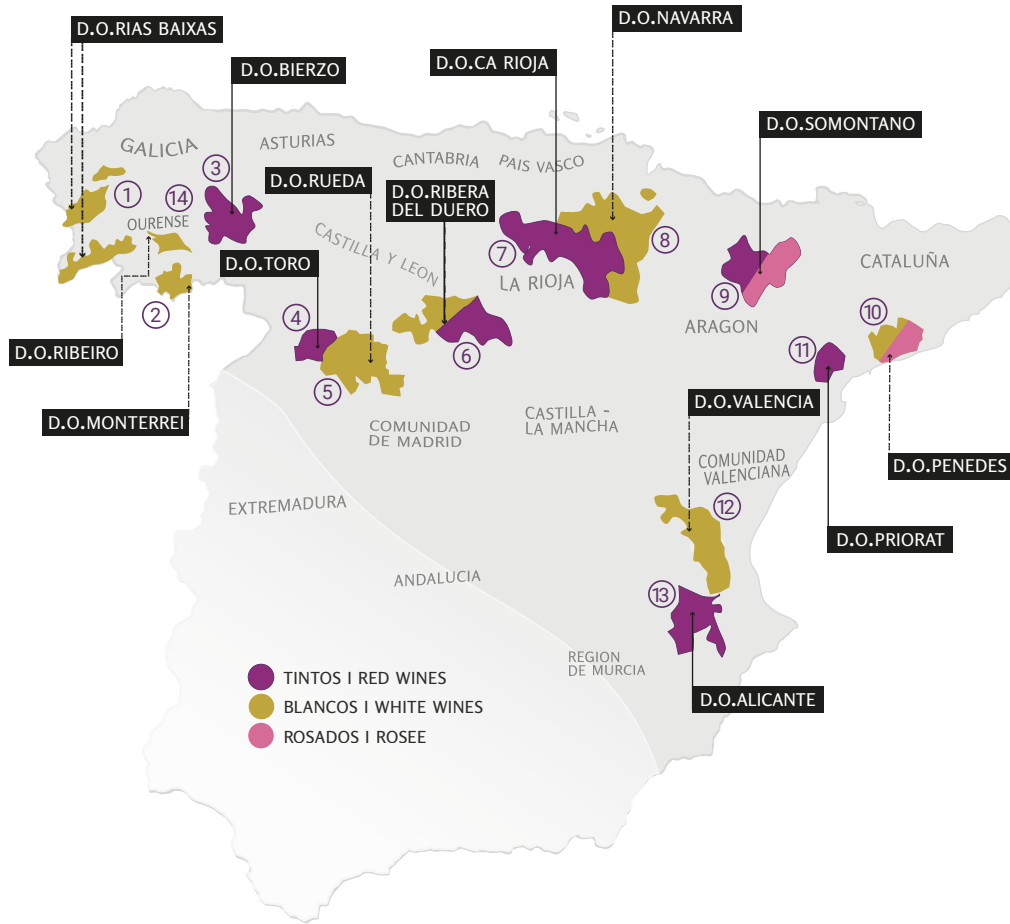 D.O.RIAS BAIXAS
D.O.NAVARRA
D.O.BIERZO
D.O.CA RIOJA
D.O.SOMONTANO
GALICIA
ASTURIAS
CANTABRIA
PAIS VASCO
3
D.O.RUEDA
D.O.RIBERA
DEL DUERO
1
14
OURENSE
CASTILLA Y LEON
7
8
CATALUÑA
D.O.TORO
LA RIOJA
9
2
4
ARAGON
10
D.O.RIBEIRO
5
6
11
D.O.MONTERREI
D.O.VALENCIA
COMUNIDAD
DE MADRID
CASTILLA -
LA MANCHA
COMUNIDAD
VALENCIANA
D.O.PENEDES
EXTREMADURA
12
D.O.PRIORAT
ANDALUCIA
13
REGION
DE MURCIA
TINTOS I RED WINES
D.O.ALICANTE
BLANCOS I WHITE WINES
ROSADOS I ROSEE